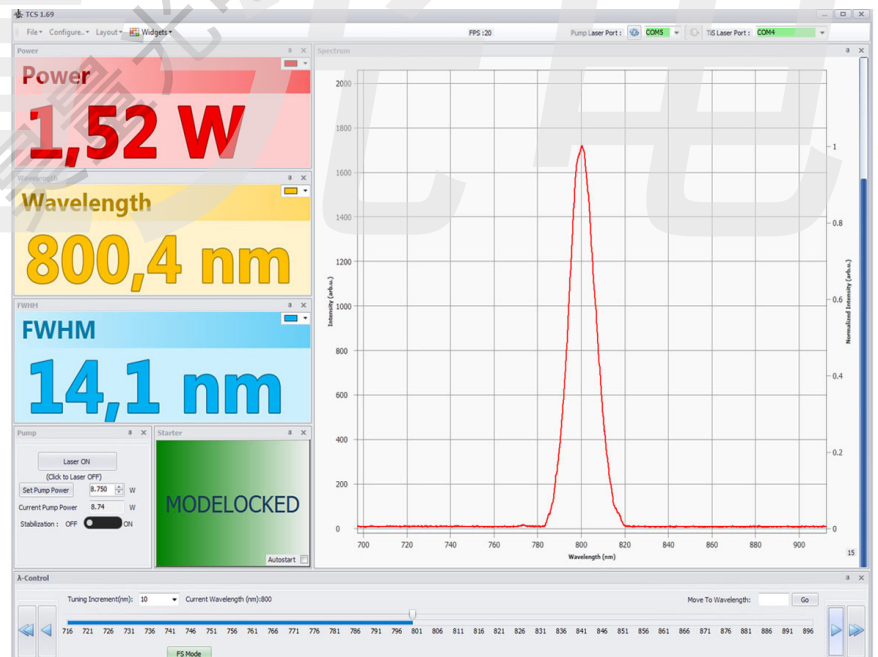 TCS 1.69
File Configure.. Layout Widgets FPS :20 Pump Laser Port : COM5 TiS Laser Port : COM4
Power
Power
1,52 W
Wavelength
Wavelength
800,4 nm
FWHM
FWHM
14,1 nm
Pump
Laser ON
(Click to Laser OFF)
Set Pump Power 8.750 W
Current Pump Power 8.74 W
Stabilization : OFF ON
Starter
MODELOCKED
Autostart
Spectrum
Intensity (arb.u.)
2000
1800
1600
1400
1200
1000
800
600
400
200
0
700 720 740 760 780 800 820 840 860 880 900
Wavelength (nm)
1
0.8
0.6
0.4
0.2
0
Normalized Intensity (arb.u.)
15
λ-Control
Tuning Increment(nm): 10 Current Wavelength (nm):800 Move To Wavelength: Go
716 721 726 731 736 741 746 751 756 761 766 771 776 781 786 791 796 801 806 811 816 821 826 831 836 841 846 851 856 861 866 871 876 881 886 891 896
FS Mode
光电